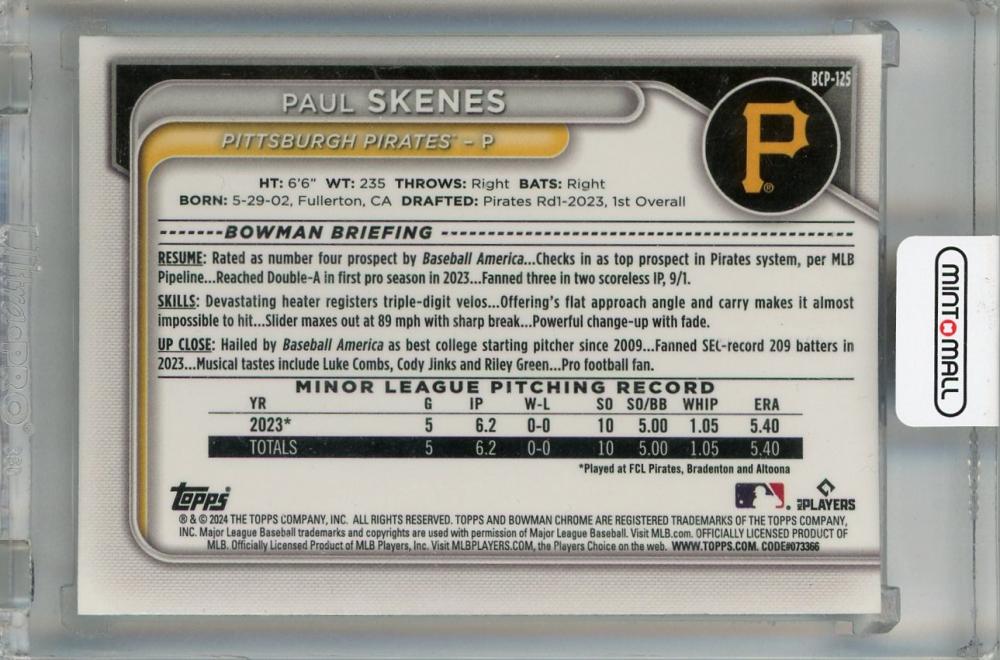 BCP-125
PAUL SKENES
PITTSBURGH PIRATES™ – P
P®
HT: 6'6" WT: 235 THROWS: Right BATS: Right
BORN: 5-29-02, Fullerton, CA DRAFTED: Pirates Rd1-2023, 1st Overall
BOWMAN BRIEFING
RESUME: Rated as number four prospect by Baseball America...Checks in as top prospect in Pirates system, per MLB
Pipeline...Reached Double-A in first pro season in 2023...Fanned three in two scoreless IP, 9/1.
SKILLS: Devastating heater registers triple-digit velos...Offering's flat approach angle and carry makes it almost
impossible to hit...Slider maxes out at 89 mph with sharp break...Powerful change-up with fade.
UP CLOSE: Hailed by Baseball America as best college starting pitcher since 2009...Fanned SEC-record 209 batters in
2023...Musical tastes include Luke Combs, Cody Jinks and Riley Green...Pro football fan.
MINOR LEAGUE PITCHING RECORD
YR G IP W-L SO SO/BB WHIP ERA
2023* 5 6.2 0-0 10 5.00 1.05 5.40
TOTALS 5 6.2 0-0 10 5.00 1.05 5.40
*Played at FCL Pirates, Bradenton and Altoona
Topps®
MLB PLAYERS
® & © 2024 THE TOPPS COMPANY, INC. ALL RIGHTS RESERVED. TOPPS AND BOWMAN CHROME ARE REGISTERED TRADEMARKS OF THE TOPPS COMPANY,
INC. Major League Baseball trademarks and copyrights are used with permission of Major League Baseball. Visit MLB.com. OFFICIALLY LICENSED PRODUCT OF
MLB. Officially Licensed Product of MLB Players, Inc. Visit MLBPLAYERS.COM, the Players Choice on the web. WWW.TOPPS.COM. CODE#073366
MINT MALL